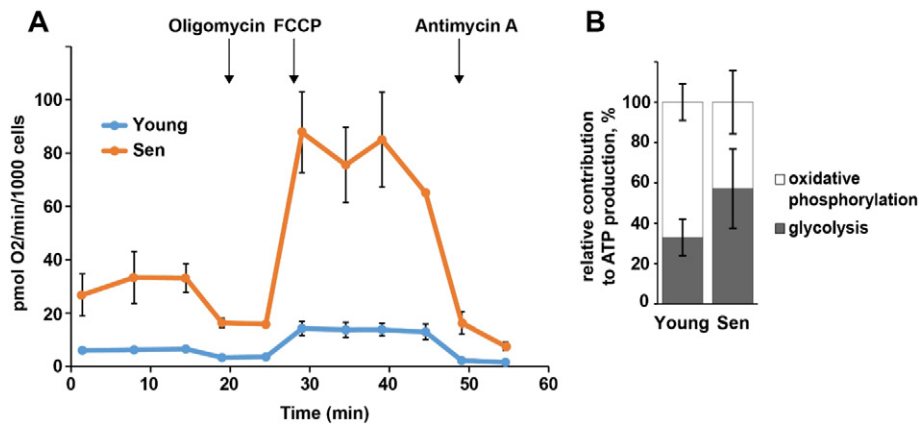 A
Oligomycin FCCP
Antimycin A
pmol O2/min/1000 cells
100
80
60
40
20
0
Young
Sen
0 10 20 30 40 50 60
Time (min)
B
relative contribution
to ATP production, %
100
80
60
40
20
0
Young Sen
oxidative
phosphorylation
glycolysis